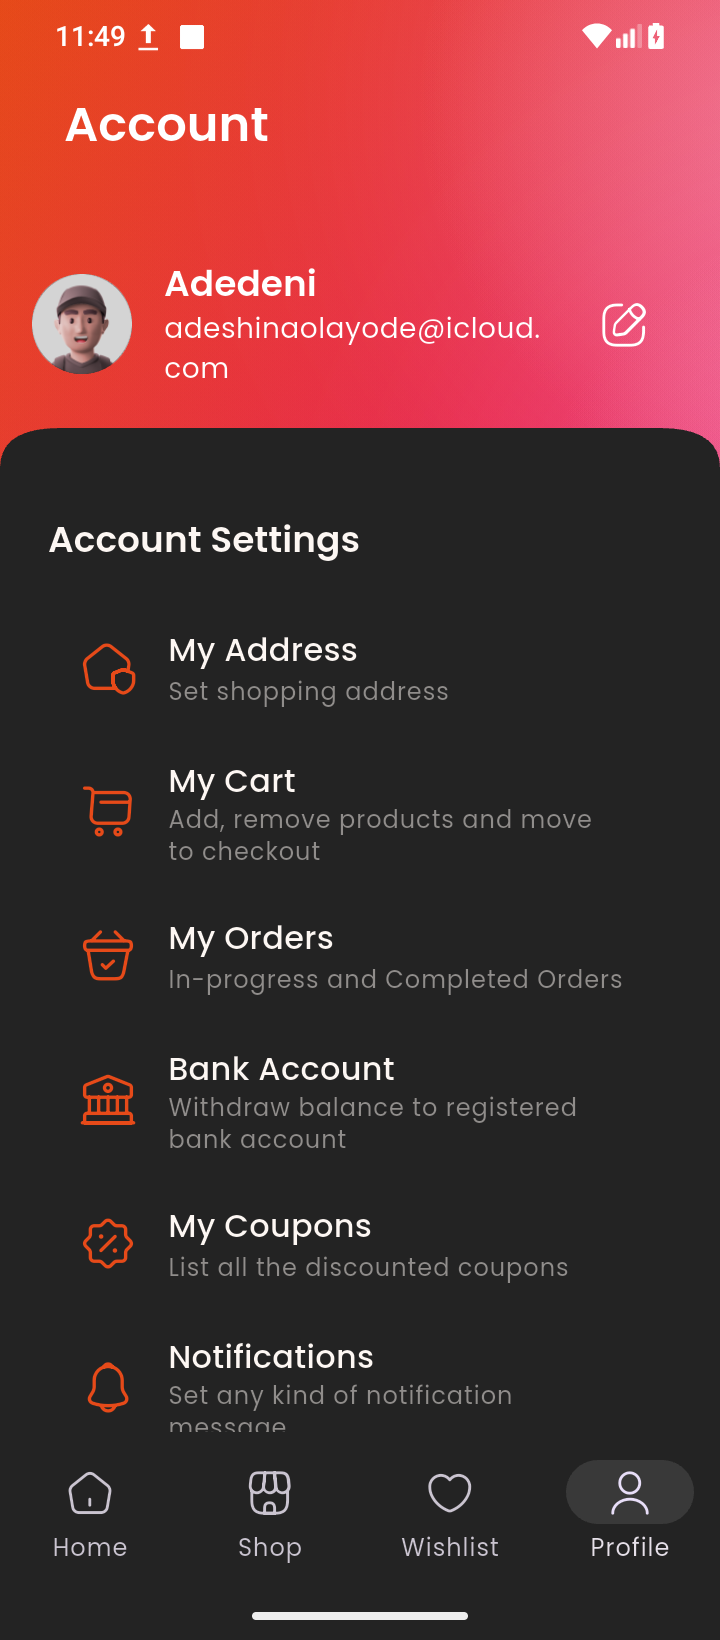 11:49
Account
Adedeni
adeshinaolayode@icloud.
com
Account Settings
My Address
Set shopping address
My Cart
Add, remove products and move
to checkout
My Orders
In-progress and Completed Orders
Bank Account
Withdraw balance to registered
bank account
My Coupons
List all the discounted coupons
Notifications
Set any kind of notification
message
Home
Shop
Wishlist
Profile